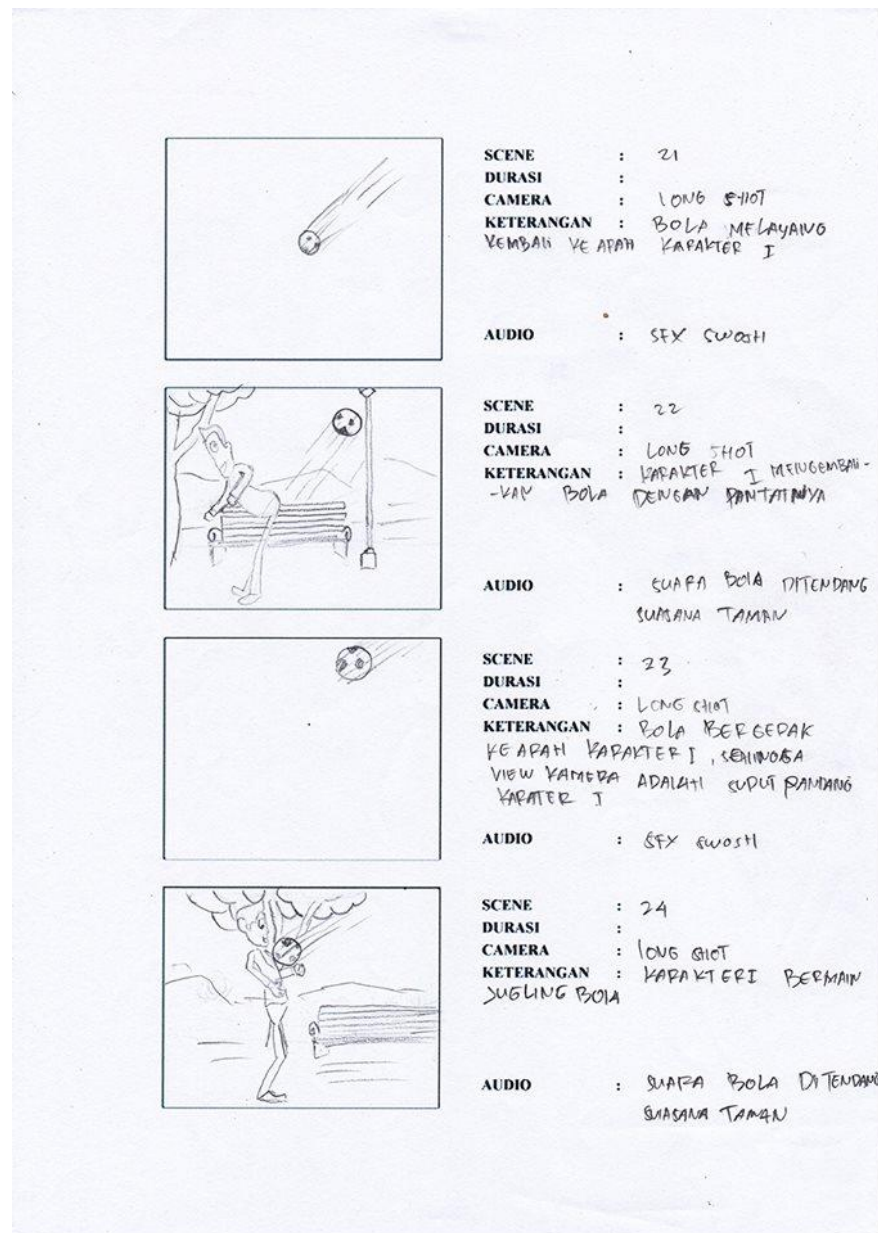 SCENE : 21
DURASI :
CAMERA : LONG SHOT
KETERANGAN : BOLA MELAYANG
KEMBALI KE ARAH KARAKTER I
AUDIO : SFX SWOSH
SCENE : 22
DURASI :
CAMERA : LONG SHOT
KETERANGAN : KARAKTER I MENGEMBALI-
-KAN BOLA DENGAN PANTATNYA
AUDIO : SUARA BOLA DITENDANG
SUASANA TAMAN
SCENE : 23
DURASI :
CAMERA : LONG SHOT
KETERANGAN : BOLA BERGERAK
KE ARAH KARAKTER I, SEHINGGA
VIEW KAMERA ADALAH SUDUT PANDANG
KARATER I
AUDIO : SFX SWOSH
SCENE : 24
DURASI :
CAMERA : LONG SHOT
KETERANGAN : KARAKTER I BERMAIN
JUGLING BOLA
AUDIO : SUARA BOLA DITENDANG
SUASANA TAMAN